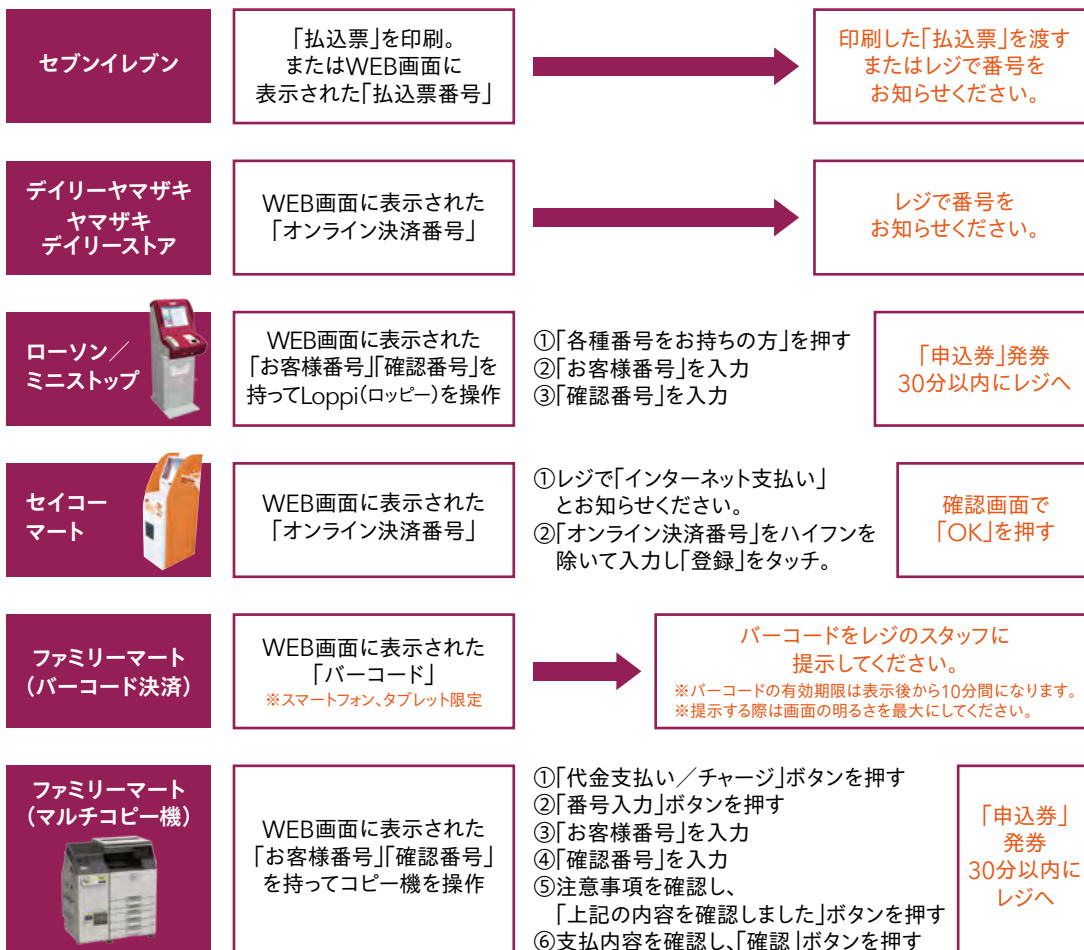 セブンイレブン
「払込票」を印刷。
またはWEB画面に
表示された「払込票番号」
印刷した「払込票」を渡す
またはレジで番号を
お知らせください。
デイリーヤマザキ
ヤマザキ
デイリーストア
WEB画面に表示された
「オンライン決済番号」
レジで番号を
お知らせください。
ローソン／
ミニストップ
WEB画面に表示された
「お客様番号」「確認番号」を
持ってLoppi(ロッピー)を操作
①「各種番号をお持ちの方」を押す
②「お客様番号」を入力
③「確認番号」を入力
「申込券」発券
30分以内にレジへ
セイコー
マート
WEB画面に表示された
「オンライン決済番号」
①レジで「インターネット支払い」
とお知らせください。
②「オンライン決済番号」をハイフンを
除いて入力し「登録」をタッチ。
確認画面で
「OK」を押す
ファミリーマート
（バーコード決済）
WEB画面に表示された
「バーコード」
※スマートフォン、タブレット限定
バーコードをレジのスタッフに
提示してください。
※バーコードの有効期限は表示後から10分間になります。
※提示する際は画面の明るさを最大にしてください。
ファミリーマート
（マルチコピー機）
WEB画面に表示された
「お客様番号」「確認番号」
を持ってコピー機を操作
①「代金支払い／チャージ」ボタンを押す
②「番号入力」ボタンを押す
③「お客様番号」を入力
④「確認番号」を入力
⑤注意事項を確認し、
「上記の内容を確認しました」ボタンを押す
⑥支払内容を確認し、「確認」ボタンを押す
「申込券」
発券
30分以内に
レジへ